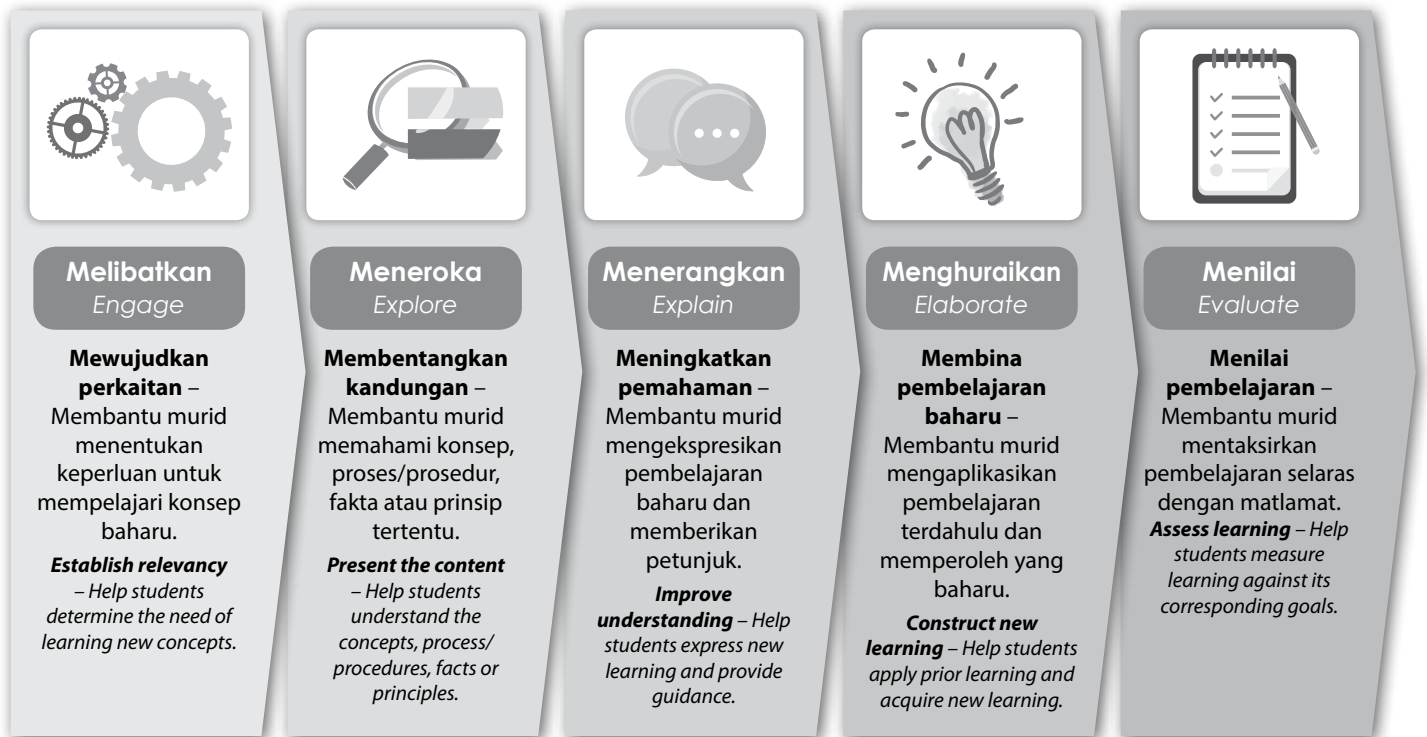 Melibatkan
Engage
Mewujudkan
perkaitan –
Membantu murid
menentukan
keperluan untuk
mempelajari konsep
baharu.
Establish relevancy
– Help students
determine the need of
learning new concepts.
Meneroka
Explore
Membentangkan
kandungan –
Membantu murid
memahami konsep,
proses/prosedur,
fakta atau prinsip
tertentu.
Present the content
– Help students
understand the
concepts, process/
procedures, facts or
principles.
Menerangkan
Explain
Meningkatkan
pemahaman –
Membantu murid
mengekspresikan
pembelajaran
baharu dan
memberikan
petunjuk.
Improve
understanding – Help
students express new
learning and provide
guidance.
Menghuraikan
Elaborate
Membina
pembelajaran
baharu –
Membantu murid
mengaplikasikan
pembelajaran
terdahulu dan
memperoleh yang
baharu.
Construct new
learning – Help students
apply prior learning and
acquire new learning.
Menilai
Evaluate
Menilai
pembelajaran –
Membantu murid
mentaksirkan
pembelajaran selaras
dengan matlamat.
Assess learning – Help
students measure
learning against its
corresponding goals.